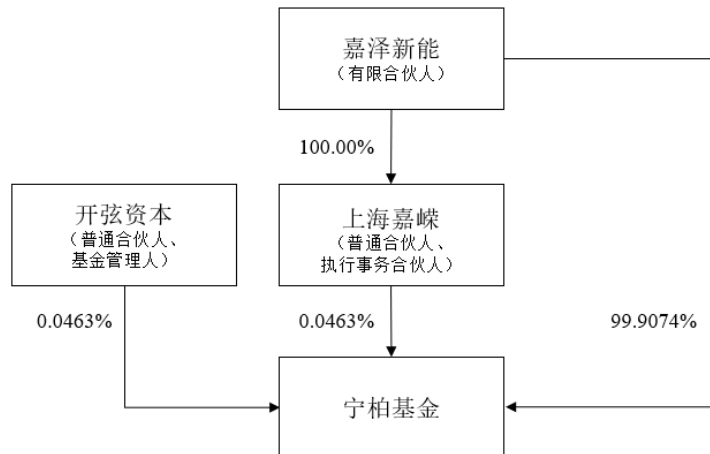 嘉泽新能
（有限合伙人）
100.00%
开弦资本
（普通合伙人、
基金管理人）
上海嘉嵘
（普通合伙人、
执行事务合伙人）
0.0463%
0.0463%
99.9074%
宁柏基金